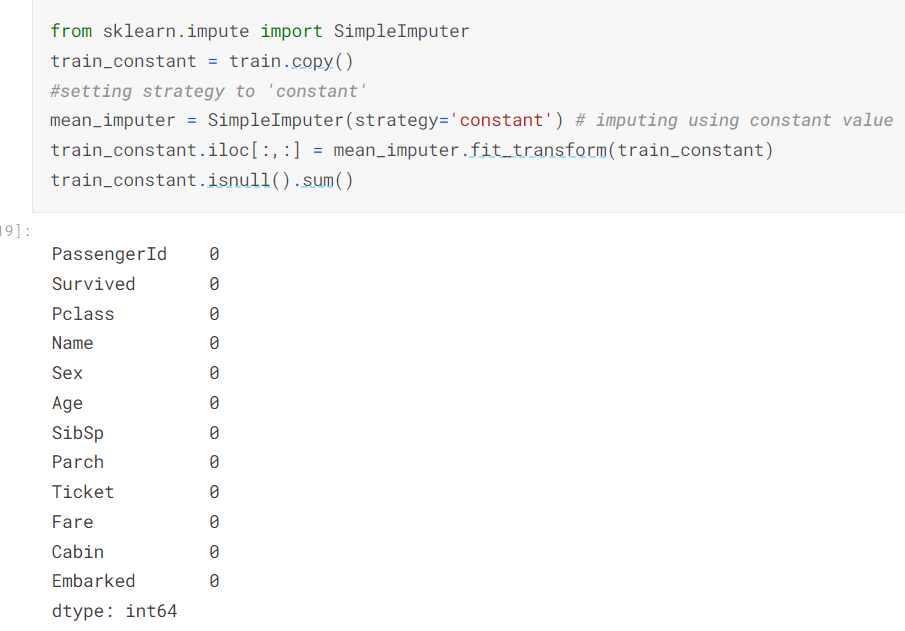 from sklearn.impute import SimpleImputer
train_constant = train.copy()
#setting strategy to 'constant'
mean_imputer = SimpleImputer(strategy='constant') # imputing using constant value
train_constant.iloc[:,:] = mean_imputer.fit_transform(train_constant)
train_constant.isnull().sum()
9]:
PassengerId 0
Survived 0
Pclass 0
Name 0
Sex 0
Age 0
SibSp 0
Parch 0
Ticket 0
Fare 0
Cabin 0
Embarked 0
dtype: int64